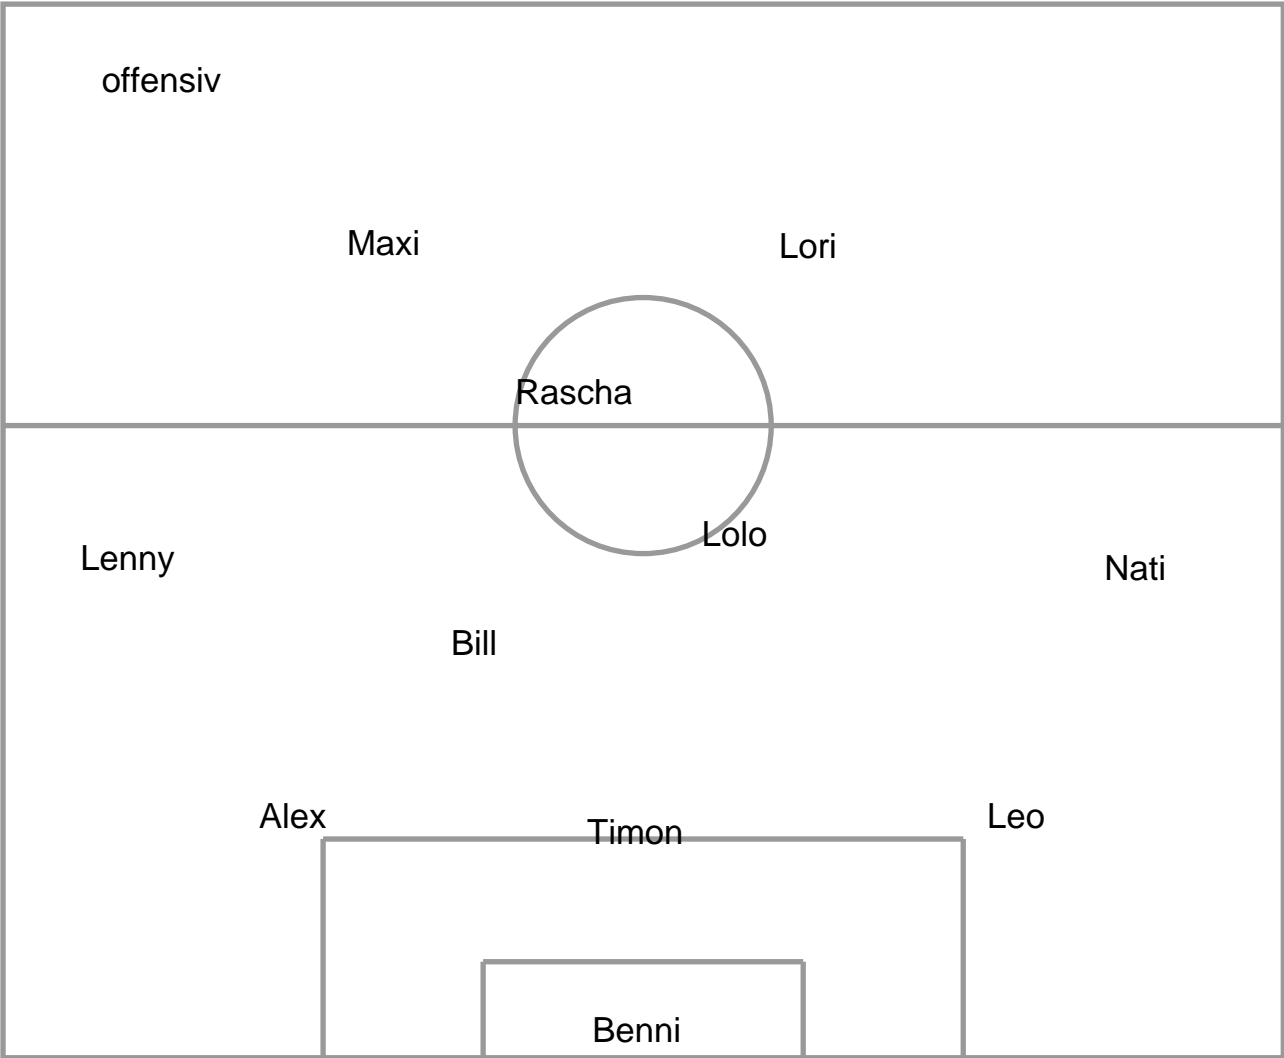 offensiv
Maxi
Lori
Rascha
Lolo
Lenny
Nati
Bill
Alex
Timon
Leo
Benni